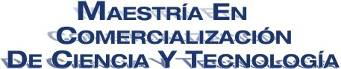 Maestría En
Comercialización
De Ciencia Y Tecnología